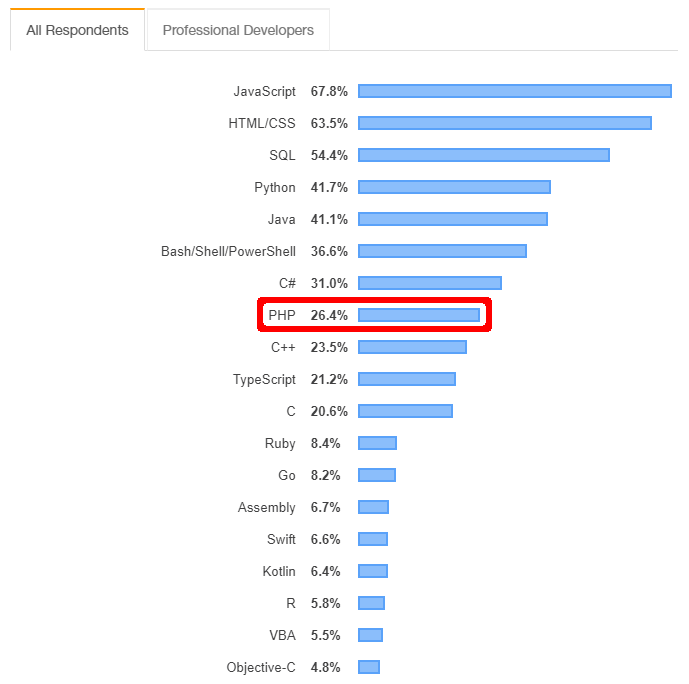 All Respondents Professional Developers
JavaScript 67.8%
HTML/CSS 63.5%
SQL 54.4%
Python 41.7%
Java 41.1%
Bash/Shell/PowerShell 36.6%
C# 31.0%
PHP 26.4%
C++ 23.5%
TypeScript 21.2%
C 20.6%
Ruby 8.4%
Go 8.2%
Assembly 6.7%
Swift 6.6%
Kotlin 6.4%
R 5.8%
VBA 5.5%
Objective-C 4.8%